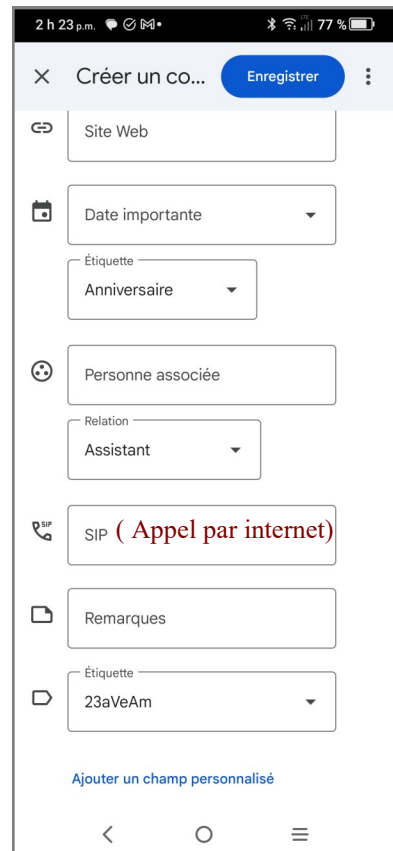 2 h 23 p.m. 77 %
Créer un co... Enregistrer
Site Web
Date importante
Étiquette
Anniversaire
Personne associée
Relation
Assistant
SIP
SIP ( Appel par internet)
Remarques
Étiquette
23aVeAm
Ajouter un champ personnalisé